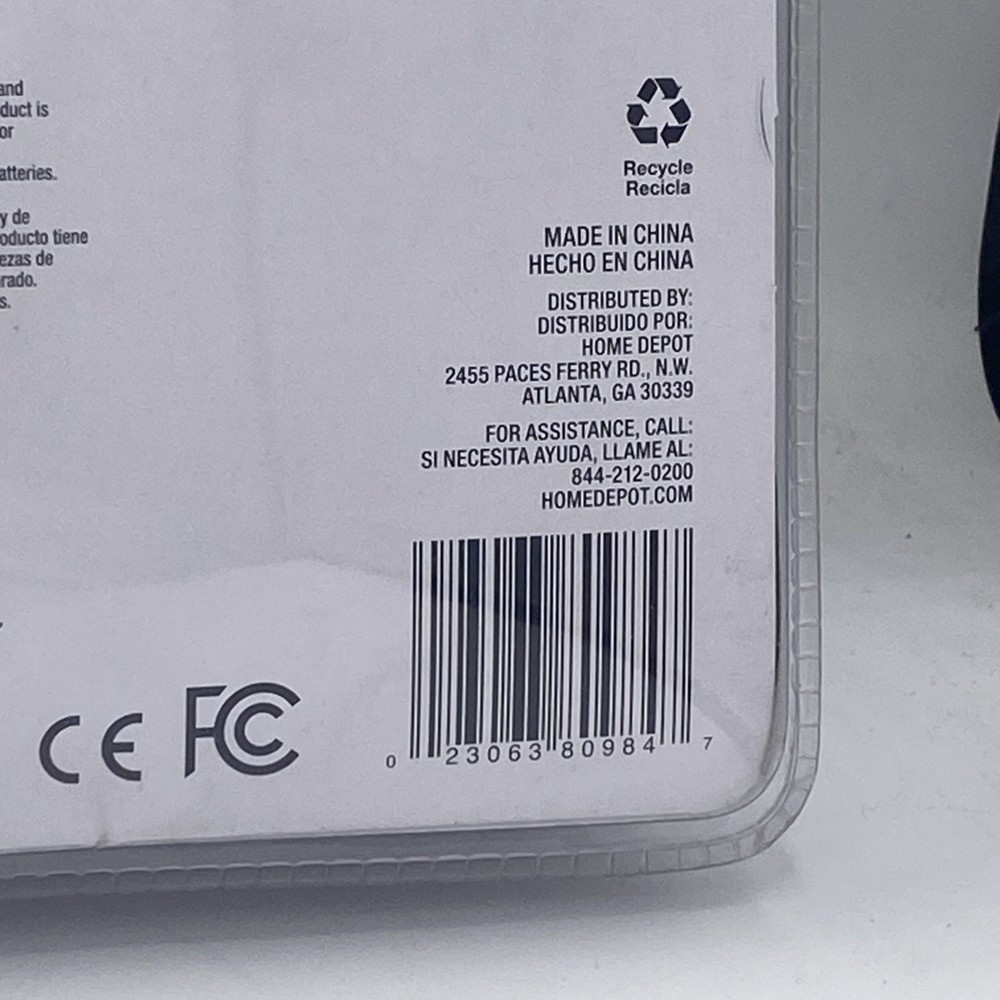 and
duct is
or
atteries.
y de
oducto tiene
ezas de
rado.
s.
Recycle
Recicla
MADE IN CHINA
HECHO EN CHINA
DISTRIBUTED BY:
DISTRIBUIDO POR:
HOME DEPOT
2455 PACES FERRY RD., N.W.
ATLANTA, GA 30339
FOR ASSISTANCE, CALL:
SI NECESITA AYUDA, LLAME AL:
844-212-0200
HOMEDEPOT.COM
CE FC
0 23063 80984 7